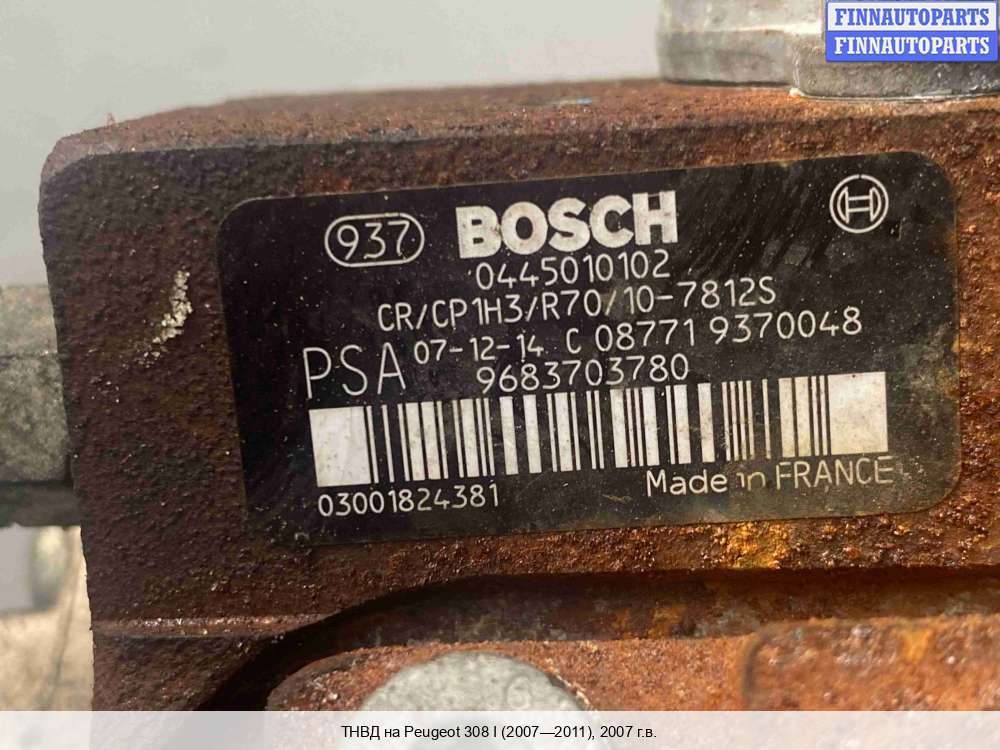 FINNAUTOPARTS
FINNAUTOPARTS
937 BOSCH
0445010102
CR/CP1H3/R70/10-7812S
PSA 07-12-14 C 08771 9370048
9683703780
03001824381 Made in FRANCE
ТНВД на Peugeot 308 I (2007—2011), 2007 г.в.